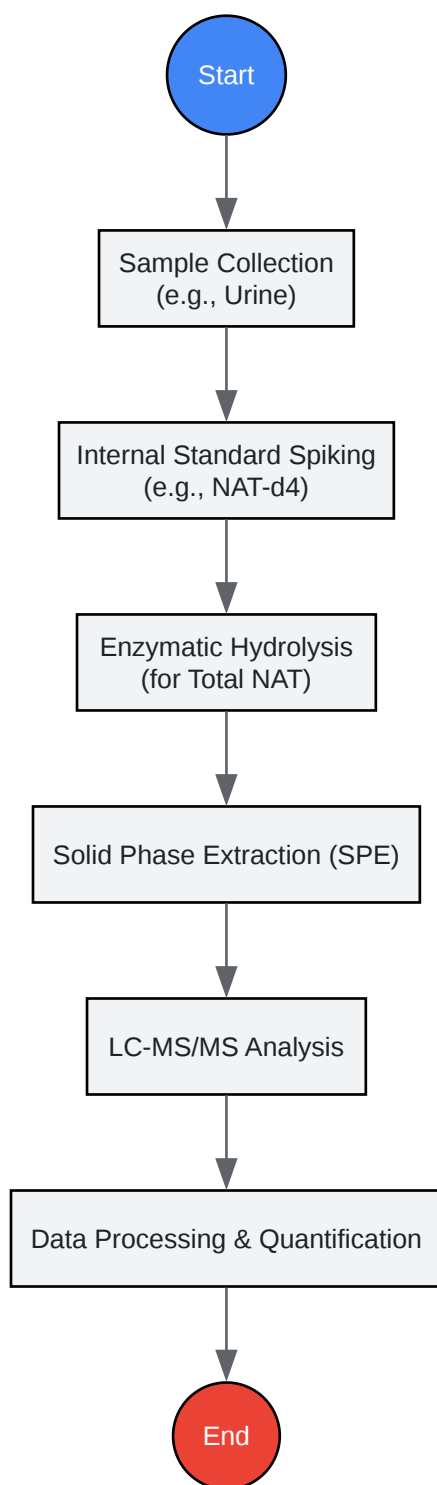 Start
Sample Collection
(e.g., Urine)
Internal Standard Spiking
(e.g., NAT-d4)
Enzymatic Hydrolysis
(for Total NAT)
Solid Phase Extraction (SPE)
LC-MS/MS Analysis
Data Processing & Quantification
End